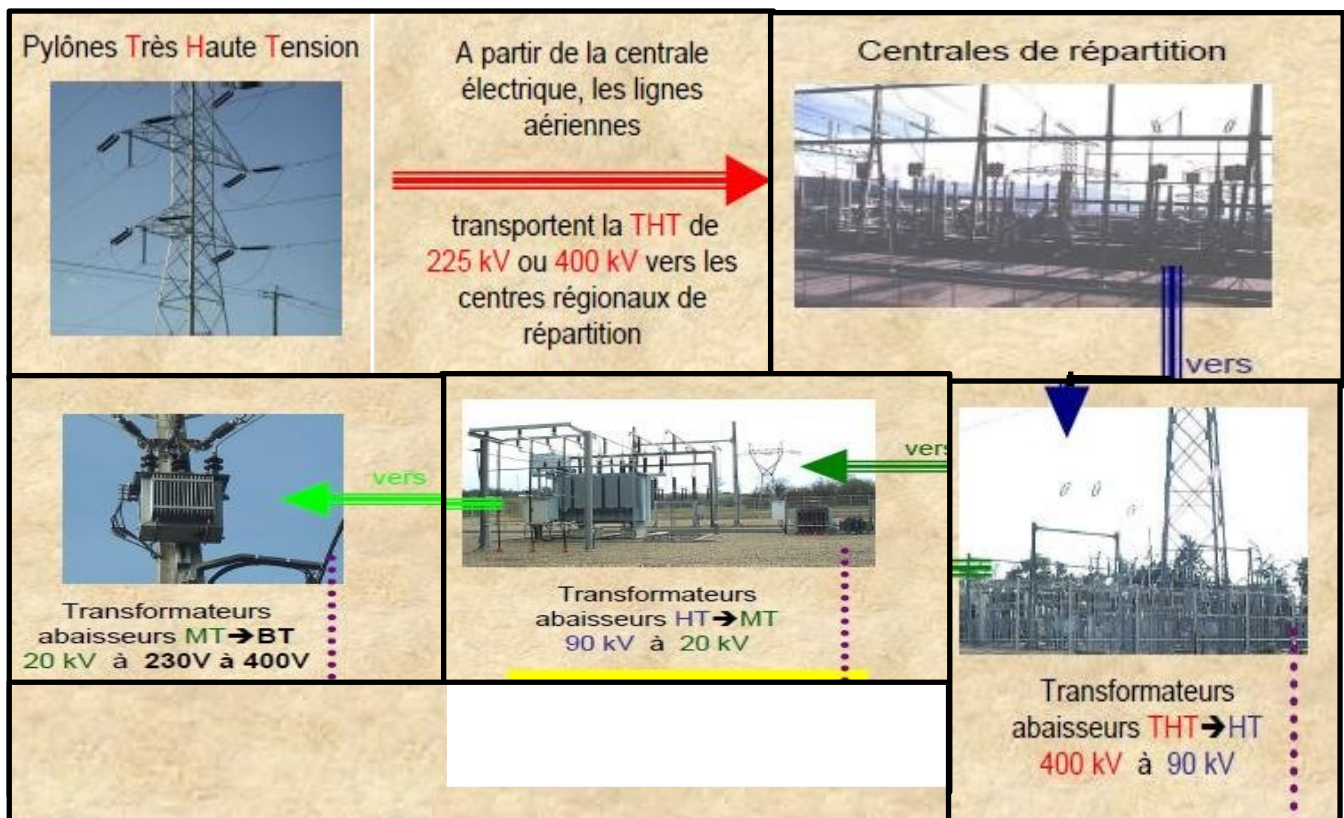 Pylônes Très Haute Tension
A partir de la centrale
électrique, les lignes
aériennes
transportent la THT de
225 kV ou 400 kV vers les
centres régionaux de
répartition
Centrales de répartition
vers
Transformateurs
abaisseurs THT➔HT
400 kV à 90 kV
vers
Transformateurs
abaisseurs HT➔MT
90 kV à 20 kV
vers
Transformateurs
abaisseurs MT➔BT
20 kV à 230V à 400V